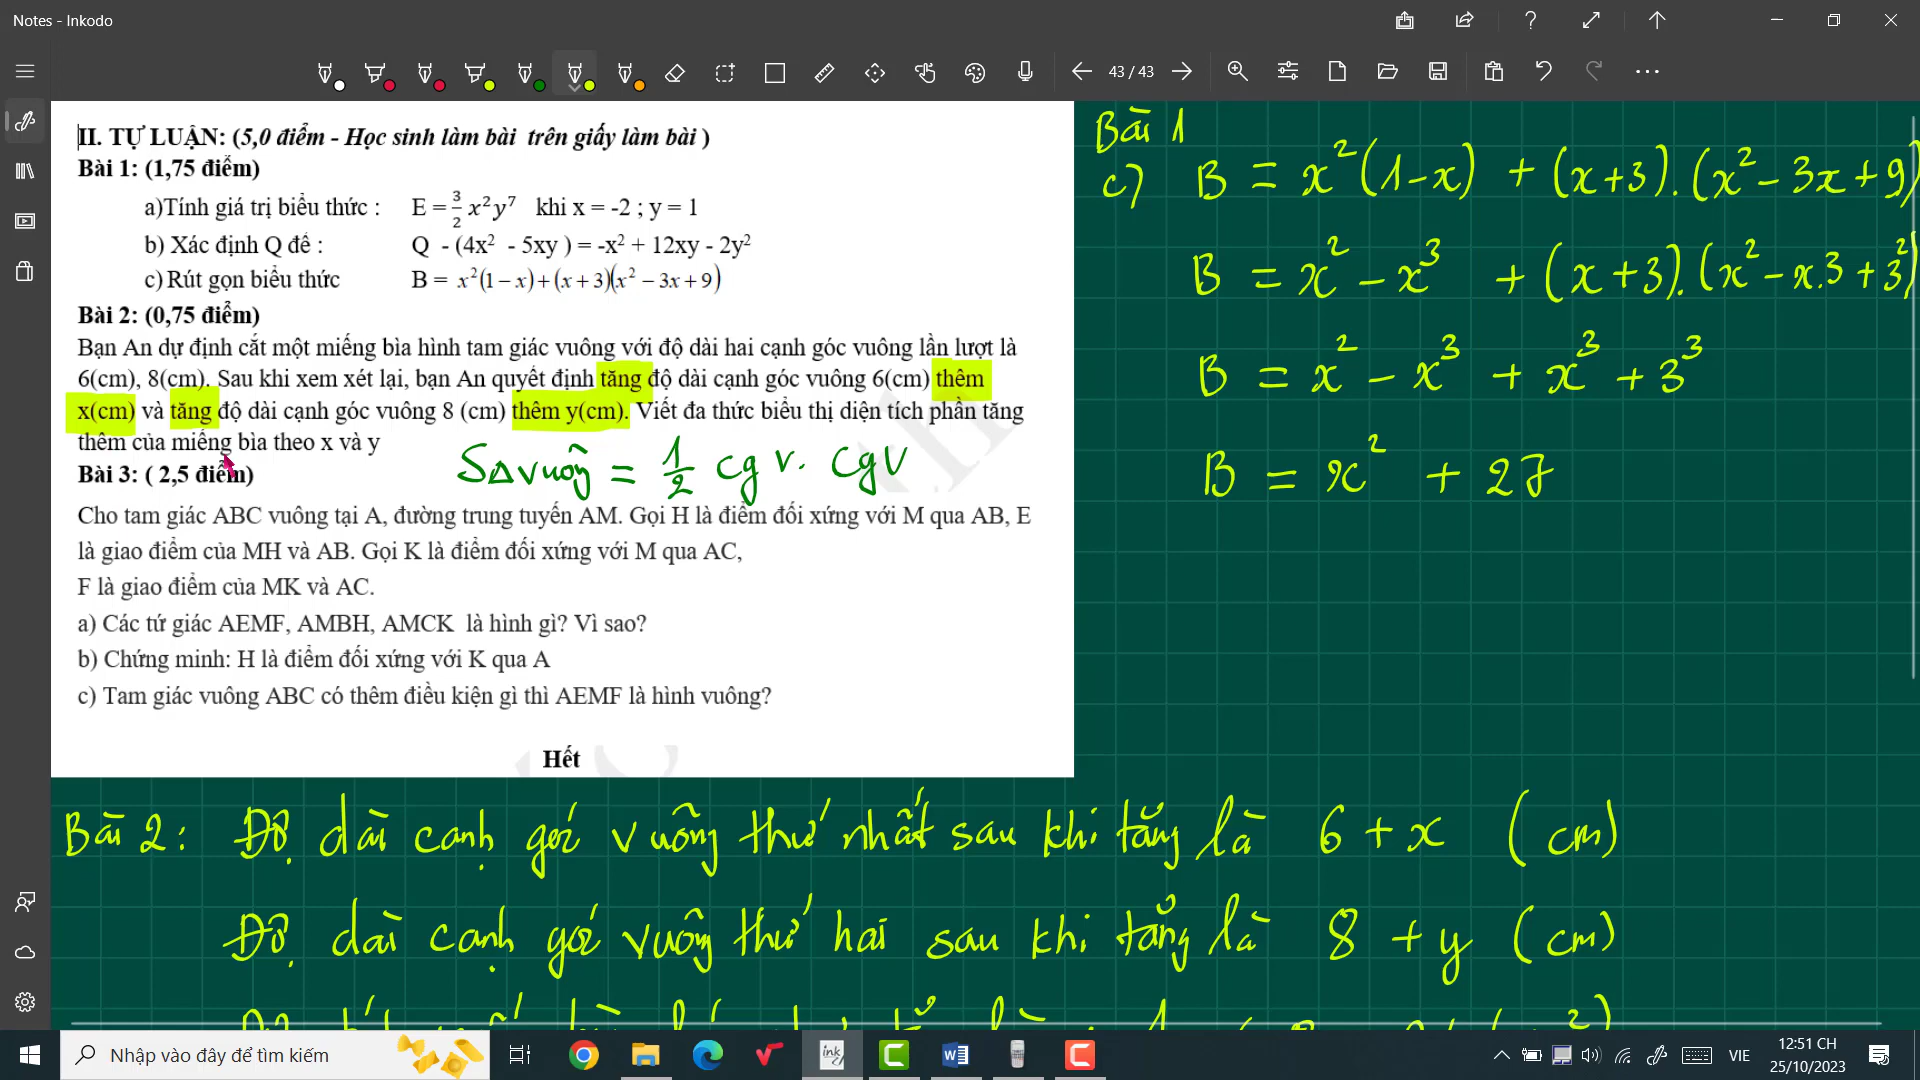 Notes - Inkodo
43 / 43
II. TỰ LUẬN: (5,0 điểm - Học sinh làm bài trên giấy làm bài )
Bài 1: (1,75 điểm)
a)Tính giá trị biểu thức : E = 3/2 x²y⁷ khi x = -2 ; y = 1
b) Xác định Q để : Q - (4x² - 5xy ) = -x² + 12xy - 2y²
c) Rút gọn biểu thức B = x²(1 − x) + (x + 3)(x² − 3x + 9)
Bài 2: (0,75 điểm)
Bạn An dự định cắt một miếng bìa hình tam giác vuông với độ dài hai cạnh góc vuông lần lượt là
6(cm), 8(cm). Sau khi xem xét lại, bạn An quyết định tăng độ dài cạnh góc vuông 6(cm) thêm
x(cm) và tăng độ dài cạnh góc vuông 8 (cm) thêm y(cm). Viết đa thức biểu thị diện tích phần tăng
thêm của miếng bìa theo x và y
S△vuông = 1/2 cgv. cgv
Bài 3: ( 2,5 điểm)
Cho tam giác ABC vuông tại A, đường trung tuyến AM. Gọi H là điểm đối xứng với M qua AB, E
là giao điểm của MH và AB. Gọi K là điểm đối xứng với M qua AC,
F là giao điểm của MK và AC.
a) Các tứ giác AEMF, AMBH, AMCK là hình gì? Vì sao?
b) Chứng minh: H là điểm đối xứng với K qua A
c) Tam giác vuông ABC có thêm điều kiện gì thì AEMF là hình vuông?
Hết
Bài 1
c) B = x²(1-x) + (x+3).(x² - 3x + 9)
B = x² - x³ + (x+3).(x² - x.3 + 3²)
B = x² - x³ + x³ + 3³
B = x² + 27
Bài 2: Độ dài cạnh góc vuông thứ nhất sau khi tăng là 6 + x (cm)
Độ dài cạnh góc vuông thứ hai sau khi tăng là 8 + y (cm)
Nhập vào đây để tìm kiếm
ink
VIE
12:51 CH
25/10/2023